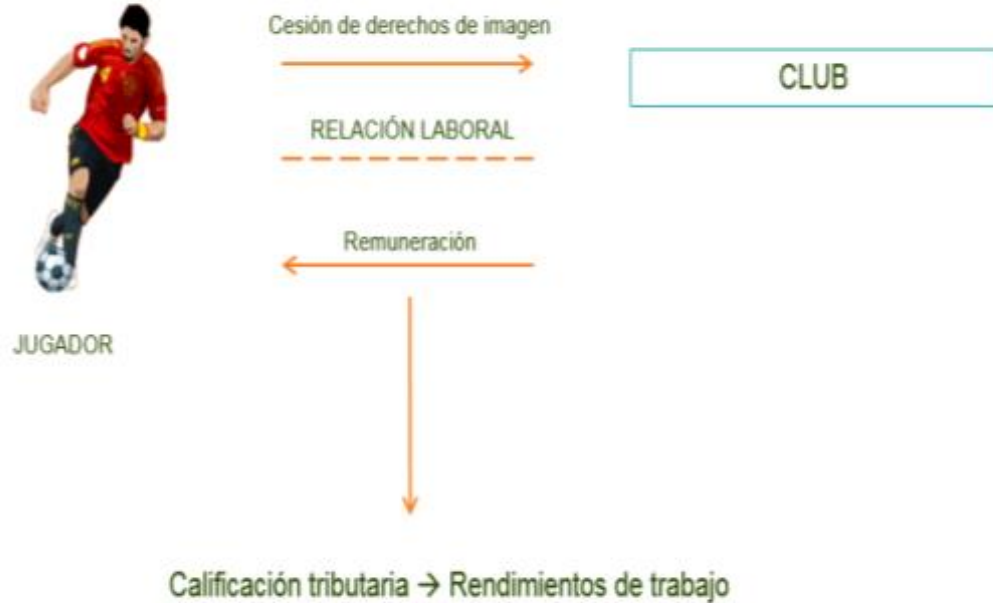 Cesión de derechos de imagen
CLUB
RELACIÓN LABORAL
Remuneración
JUGADOR
Calificación tributaria → Rendimientos de trabajo